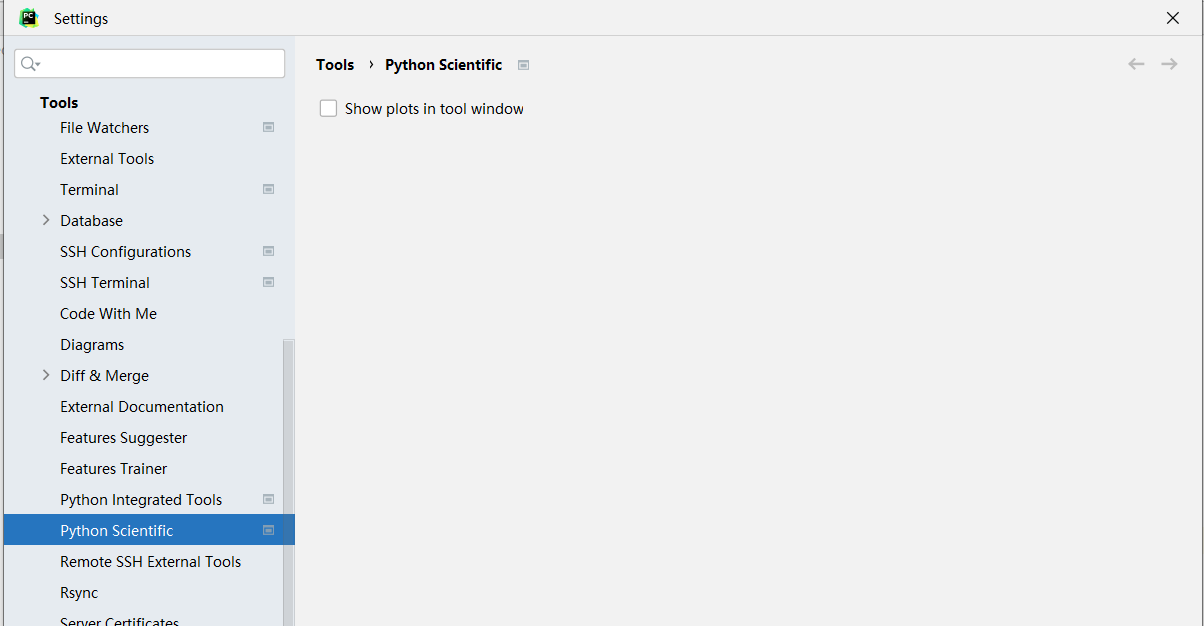 PC
Settings
Tools › Python Scientific
Show plots in tool window
Tools
File Watchers
External Tools
Terminal
Database
SSH Configurations
SSH Terminal
Code With Me
Diagrams
Diff & Merge
External Documentation
Features Suggester
Features Trainer
Python Integrated Tools
Python Scientific
Remote SSH External Tools
Rsync
Server Certificates